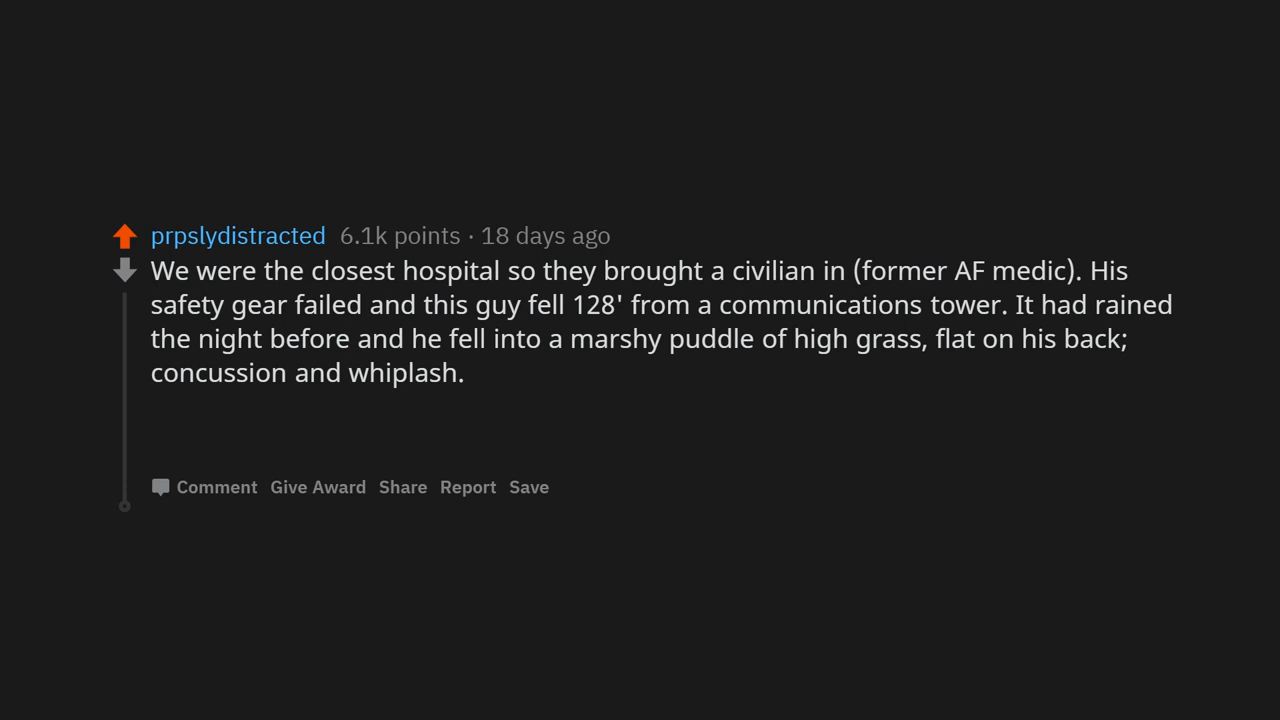 prpslydistracted 6.1k points · 18 days ago
We were the closest hospital so they brought a civilian in (former AF medic). His
safety gear failed and this guy fell 128' from a communications tower. It had rained
the night before and he fell into a marshy puddle of high grass, flat on his back;
concussion and whiplash.
Comment Give Award Share Report Save